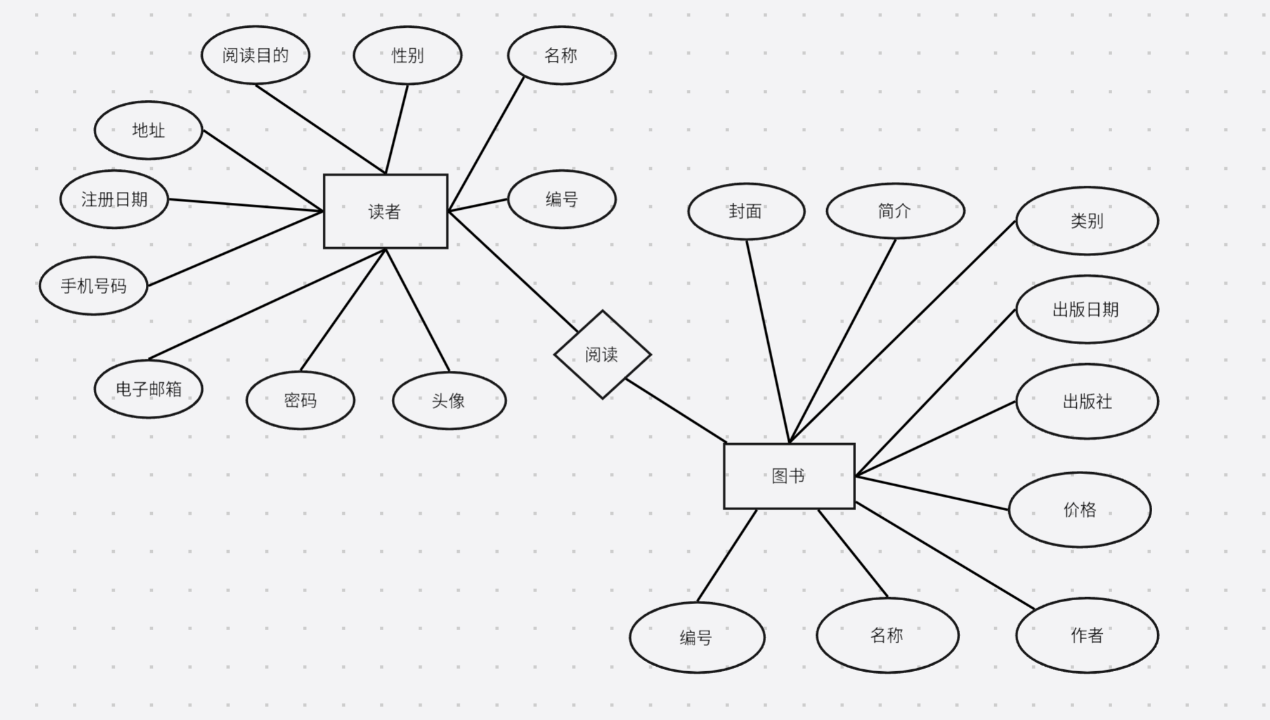 阅读目的
性别
名称
地址
注册日期
读者
编号
手机号码
电子邮箱
密码
头像
阅读
封面
简介
类别
出版日期
出版社
图书
价格
编号
名称
作者